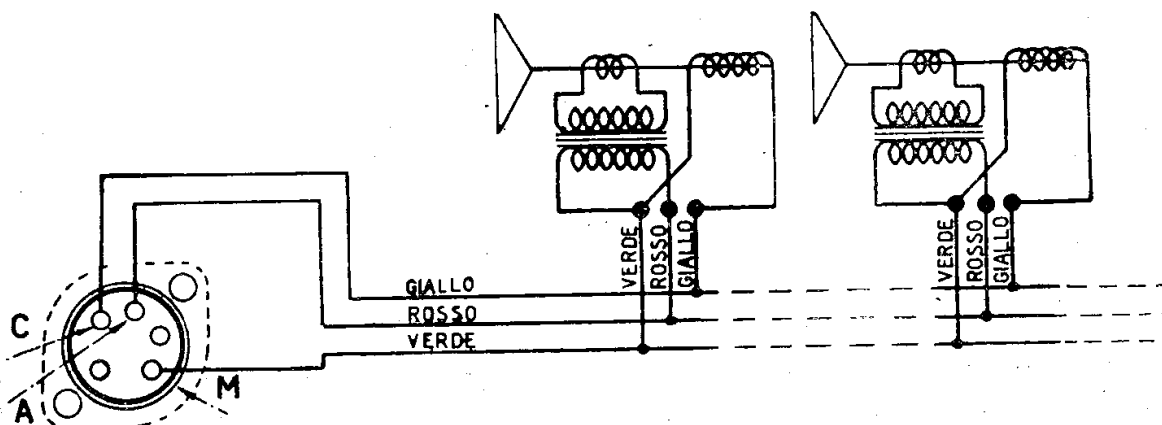 VERDE
ROSSO
GIALLO
VERDE
ROSSO
GIALLO
GIALLO
ROSSO
VERDE
C
A
M